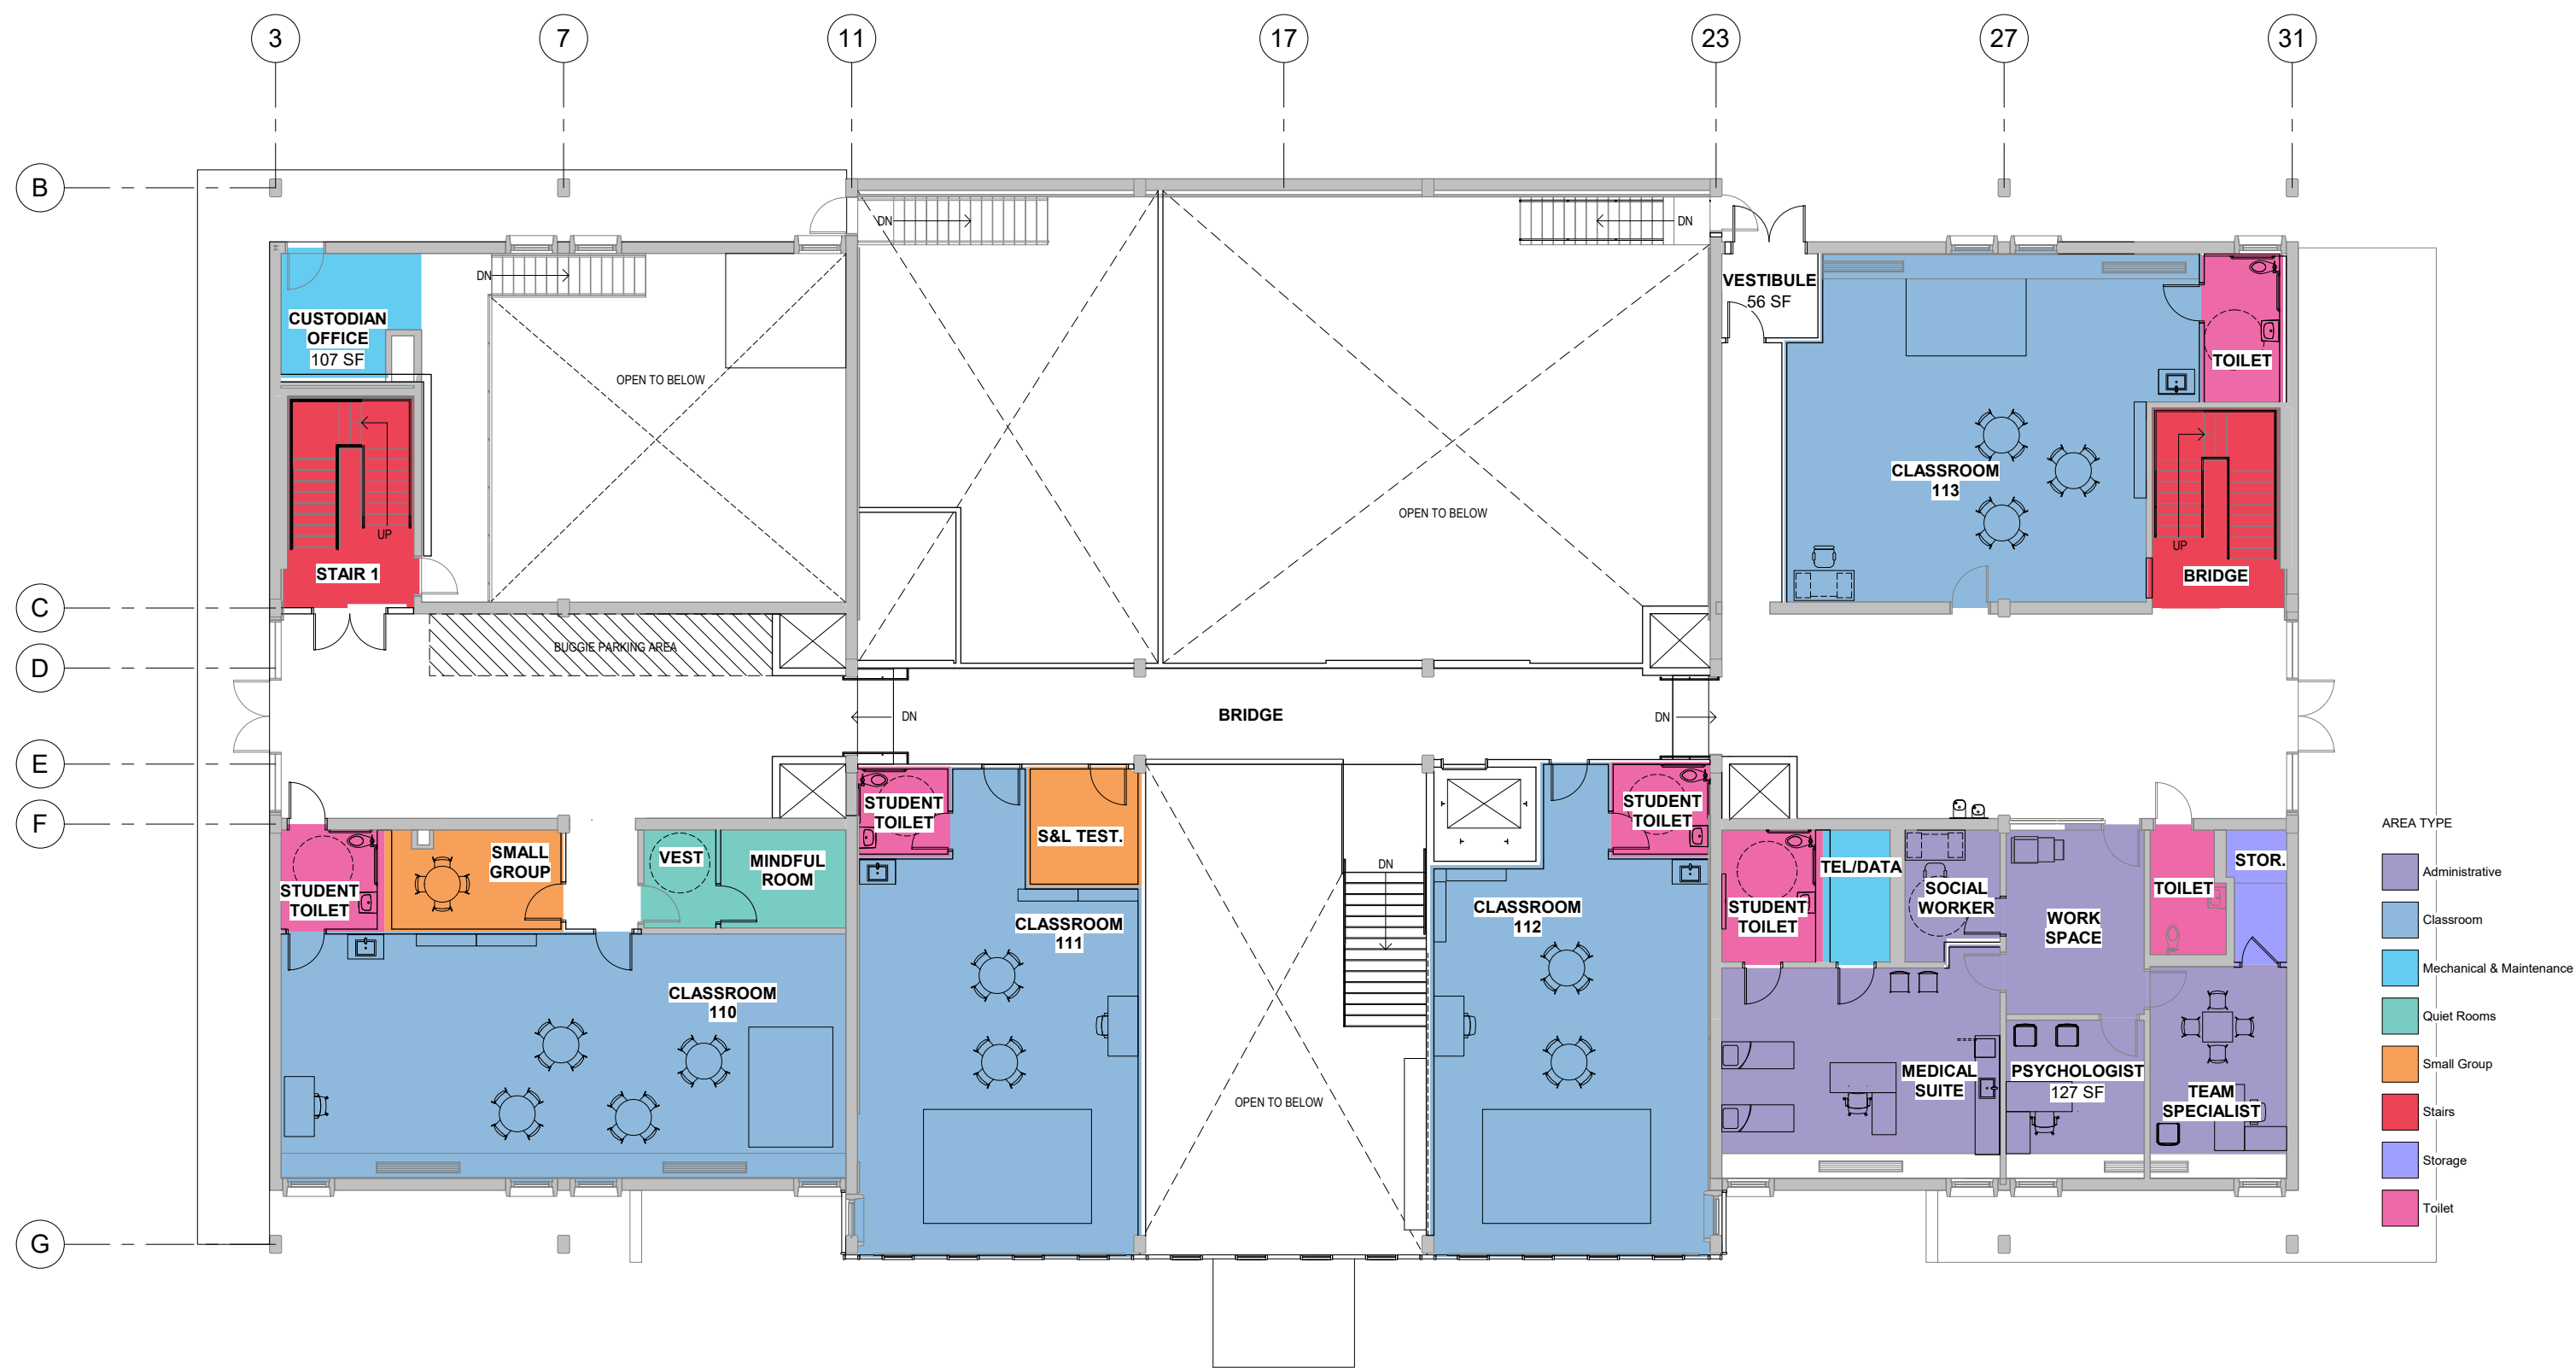 3
7
11
17
23
27
31
B
C
D
E
F
G
DN
DN
DN
VESTIBULE
56 SF
CUSTODIAN
OFFICE
107 SF
OPEN TO BELOW
TOILET
CLASSROOM
113
OPEN TO BELOW
UP
STAIR 1
UP
BRIDGE
BUGGIE PARKING AREA
DN
BRIDGE
DN
STUDENT
TOILET
S&L TEST.
STUDENT
TOILET
SMALL
GROUP
VEST
MINDFUL
ROOM
STUDENT
TOILET
DN
TEL/DATA
STUDENT
TOILET
SOCIAL
WORKER
WORK
SPACE
TOILET
STOR.
CLASSROOM
111
CLASSROOM
112
CLASSROOM
110
OPEN TO BELOW
MEDICAL
SUITE
PSYCHOLOGIST
127 SF
TEAM
SPECIALIST
AREA TYPE
Administrative
Classroom
Mechanical & Maintenance
Quiet Rooms
Small Group
Stairs
Storage
Toilet